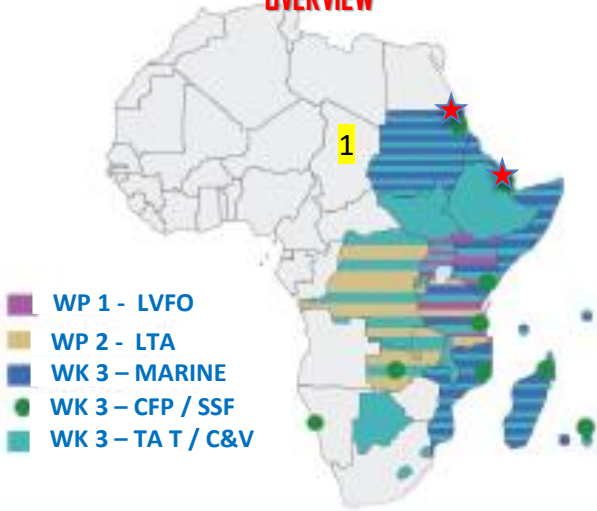 OVERVIEW
1
WP 1 - LVFO
WP 2 - LTA
WK 3 – MARINE
WK 3 – CFP / SSF
WK 3 – TA T / C&V